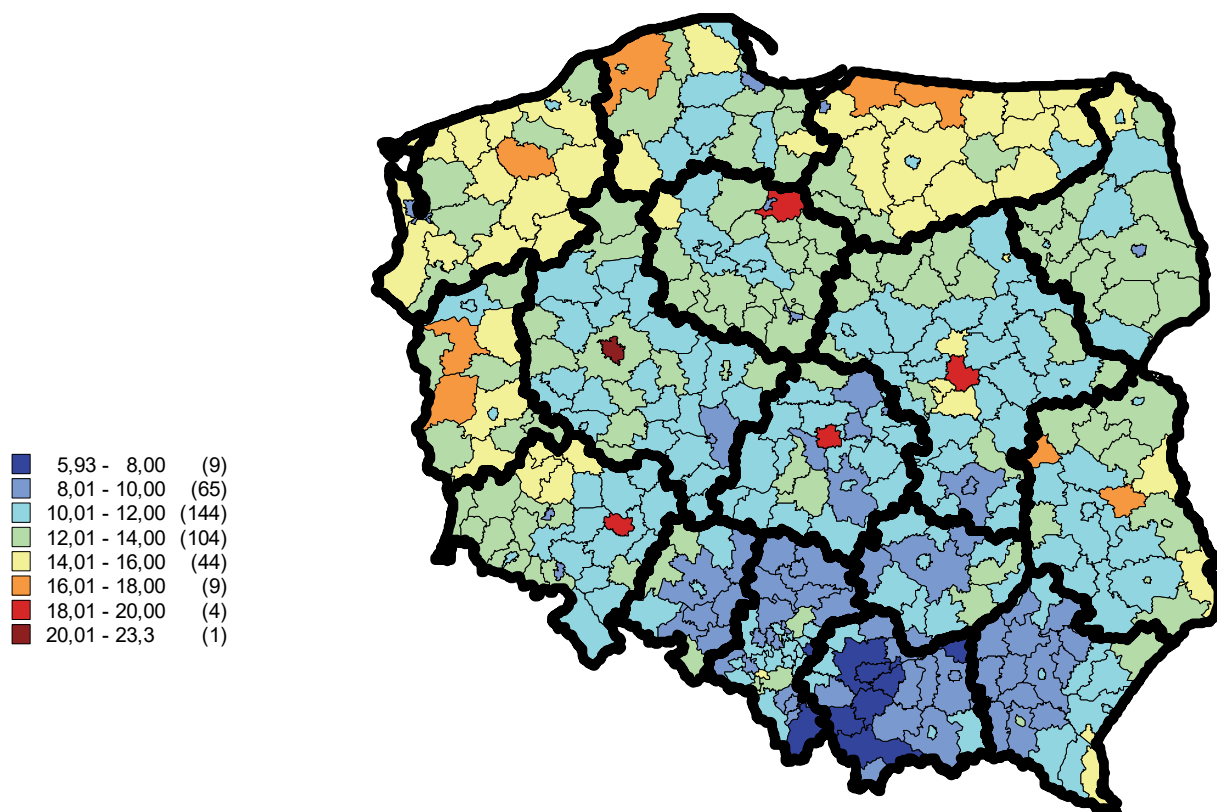 5,93 - 8,00 (9)
8,01 - 10,00 (65)
10,01 - 12,00 (144)
12,01 - 14,00 (104)
14,01 - 16,00 (44)
16,01 - 18,00 (9)
18,01 - 20,00 (4)
20,01 - 23,3 (1)